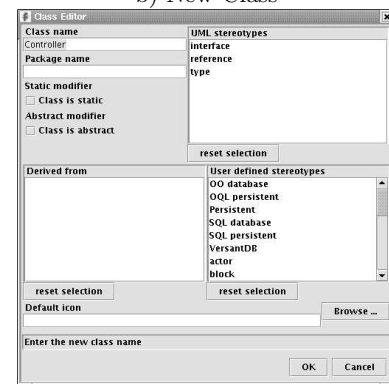 b) New Class
Class Editor
Class name
Controller
Package name
Static modifier
Class is static
Abstract modifier
Class is abstract
UML stereotypes
interface
reference
type
reset selection
Derived from
reset selection
User defined stereotypes
OO database
OQL persistent
Persistent
SQL database
SQL persistent
VersantDB
actor
block
reset selection
Default icon
Browse ...
Enter the new class name
OK
Cancel